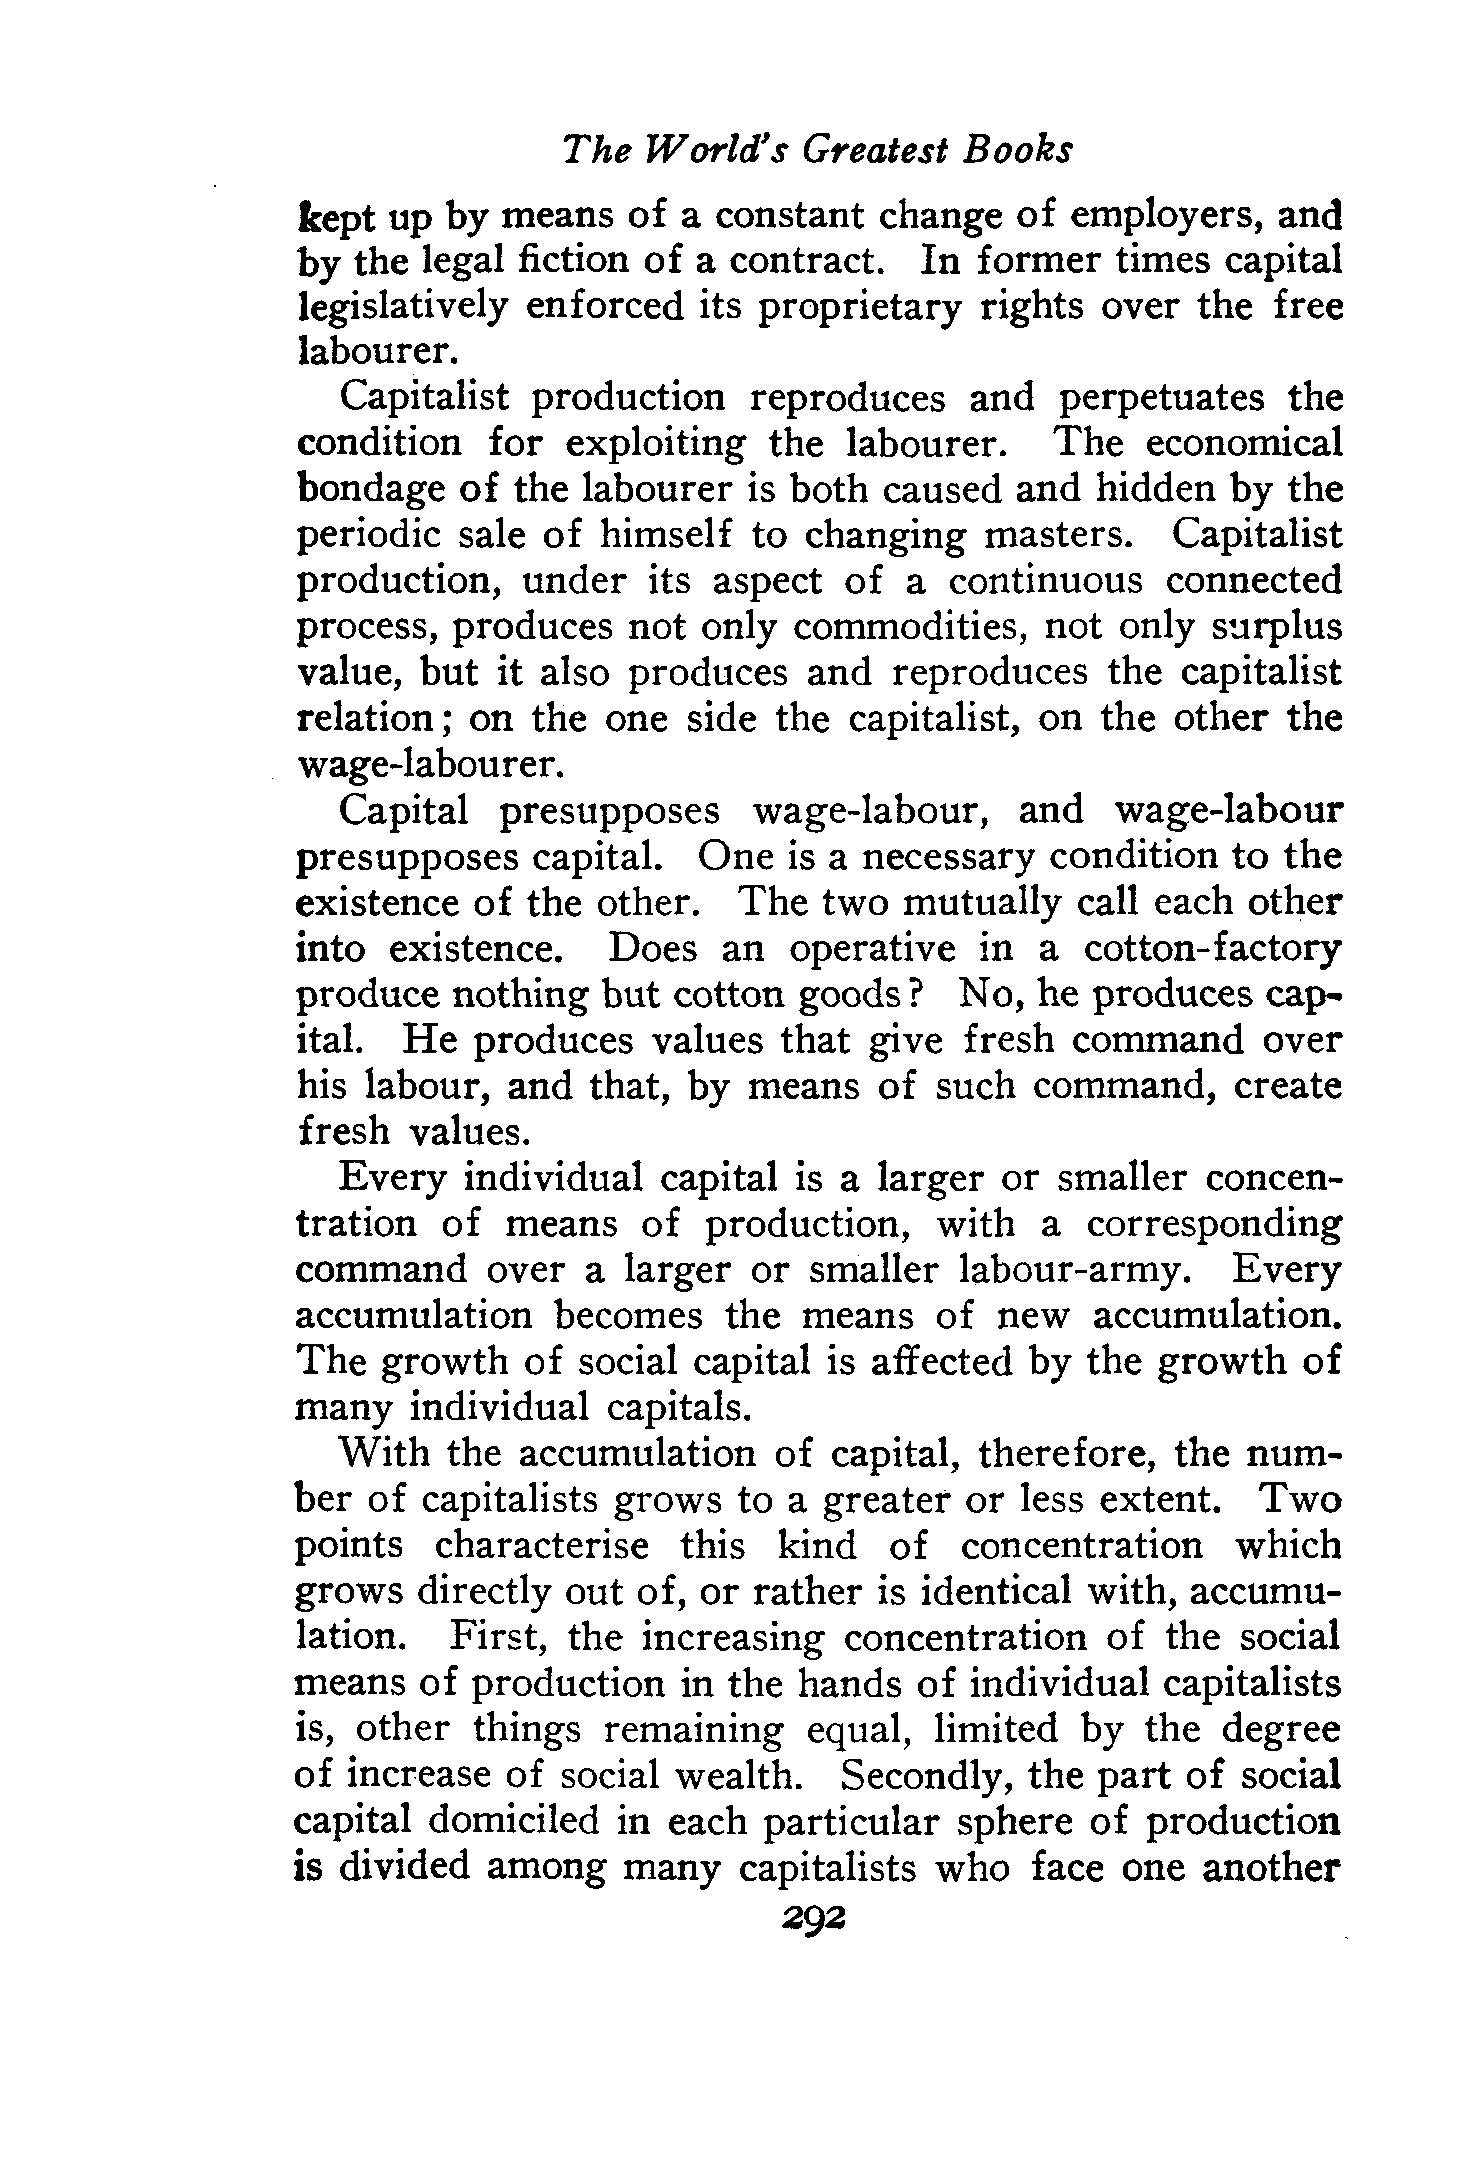 The World's Greatest Books
kept up by means of a constant change of employers, and
by the legal fiction of a contract. In former times capital
legislatively enforced its proprietary rights over the free
labourer.
Capitalist production reproduces and perpetuates the
condition for exploiting the labourer. The economical
bondage of the labourer is both caused and hidden by the
periodic sale of himself to changing masters. Capitalist
production, under its aspect of a continuous connected
process, produces not only commodities, not only surplus
value, but it also produces and reproduces the capitalist
relation; on the one side the capitalist, on the other the
wage-labourer.
Capital presupposes wage-labour, and wage-labour
presupposes capital. One is a necessary condition to the
existence of the other. The two mutually call each other
into existence. Does an operative in a cotton-factory
produce nothing but cotton goods? No, he produces cap-
ital. He produces values that give fresh command over
his labour, and that, by means of such command, create
fresh values.
Every individual capital is a larger or smaller concen-
tration of means of production, with a corresponding
command over a larger or smaller labour-army. Every
accumulation becomes the means of new accumulation.
The growth of social capital is affected by the growth of
many individual capitals.
With the accumulation of capital, therefore, the num-
ber of capitalists grows to a greater or less extent. Two
points characterise this kind of concentration which
grows directly out of, or rather is identical with, accumu-
lation. First, the increasing concentration of the social
means of production in the hands of individual capitalists
is, other things remaining equal, limited by the degree
of increase of social wealth. Secondly, the part of social
capital domiciled in each particular sphere of production
is divided among many capitalists who face one another
292